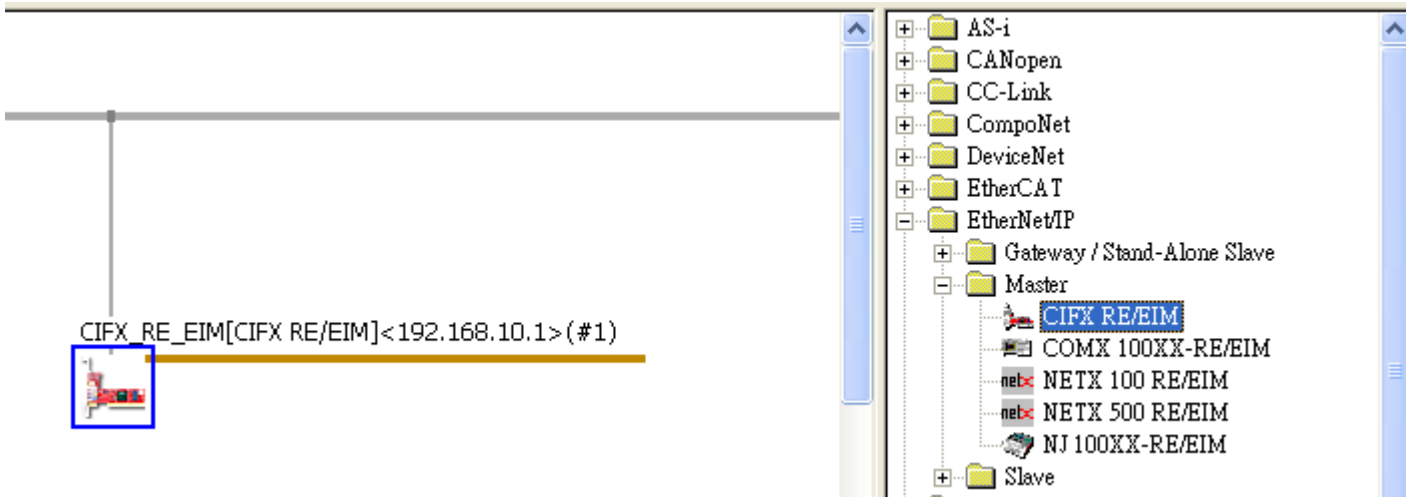 CIFX_RE_EIM[CIFX RE/EIM]<192.168.10.1>(#1)
AS-i
CANopen
CC-Link
CompoNet
DeviceNet
EtherCAT
EtherNet/IP
Gateway / Stand-Alone Slave
Master
CIFX RE/EIM
COMX 100XX-RE/EIM
netx NETX 100 RE/EIM
netx NETX 500 RE/EIM
NJ 100XX-RE/EIM
Slave